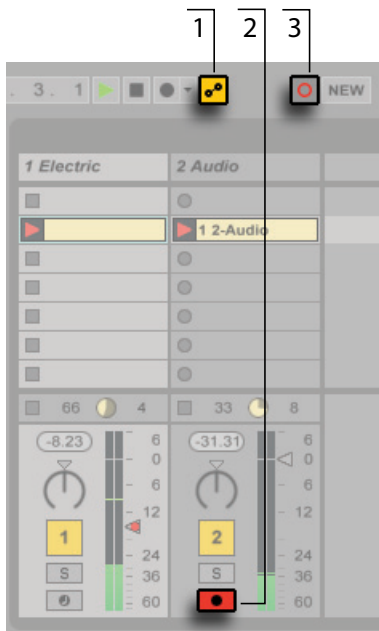 1 2 3
. 3. 1 NEW
1 Electric 2 Audio
1 2-Audio
66 4 33 8
-8.23 6 -31.31 6
0 0
6 6
12 12
1 2
24 24
S 36 S 36
60 60